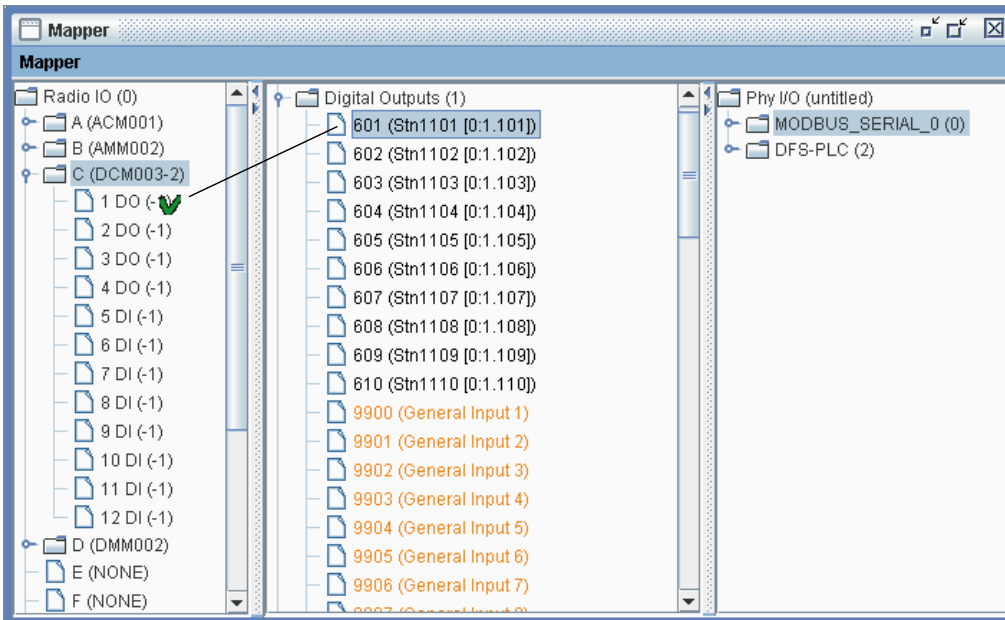 Mapper
Mapper
Radio IO (0)
A (ACM001)
B (AMM002)
C (DCM003-2)
1 DO (-
2 DO (-1)
3 DO (-1)
4 DO (-1)
5 DI (-1)
6 DI (-1)
7 DI (-1)
8 DI (-1)
9 DI (-1)
10 DI (-1)
11 DI (-1)
12 DI (-1)
D (DMM002)
E (NONE)
F (NONE)
Digital Outputs (1)
601 (Stn1101 [0:1.101])
602 (Stn1102 [0:1.102])
603 (Stn1103 [0:1.103])
604 (Stn1104 [0:1.104])
605 (Stn1105 [0:1.105])
606 (Stn1106 [0:1.106])
607 (Stn1107 [0:1.107])
608 (Stn1108 [0:1.108])
609 (Stn1109 [0:1.109])
610 (Stn1110 [0:1.110])
9900 (General Input 1)
9901 (General Input 2)
9902 (General Input 3)
9903 (General Input 4)
9904 (General Input 5)
9905 (General Input 6)
9906 (General Input 7)
Phy I/O (untitled)
MODBUS_SERIAL_0 (0)
DFS-PLC (2)